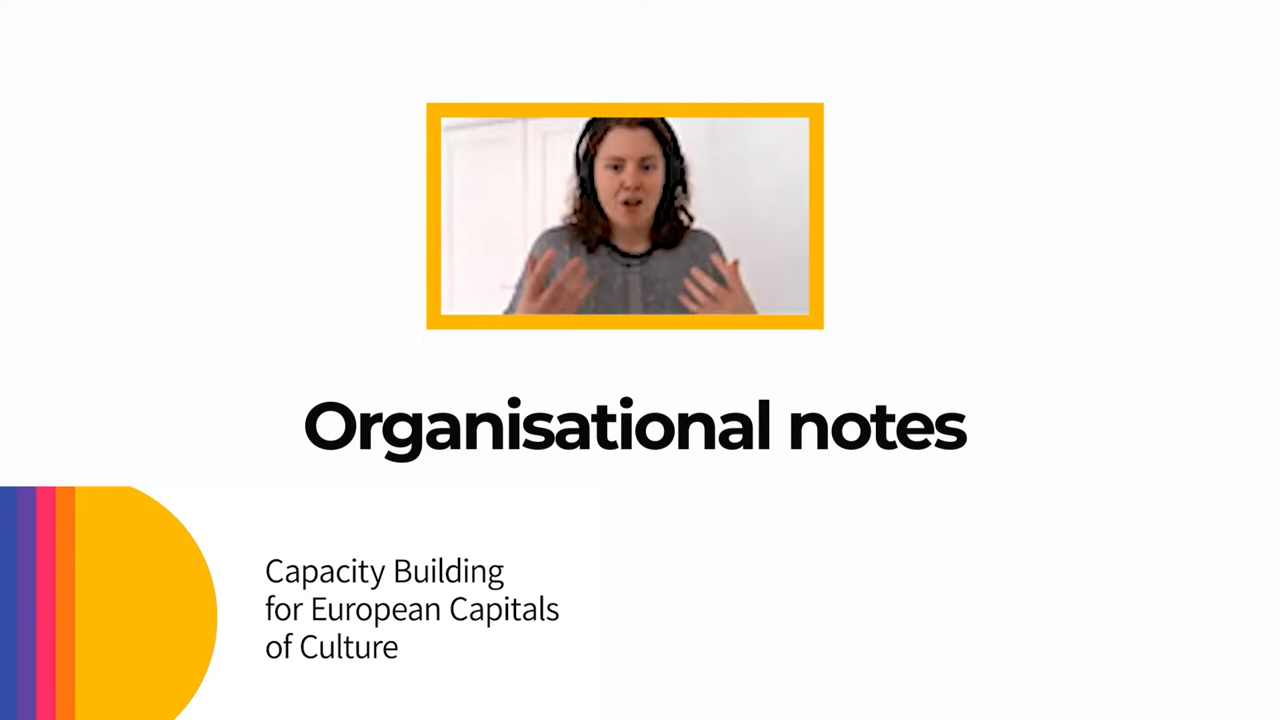 Organisational notes
Capacity Building
for European Capitals
of Culture